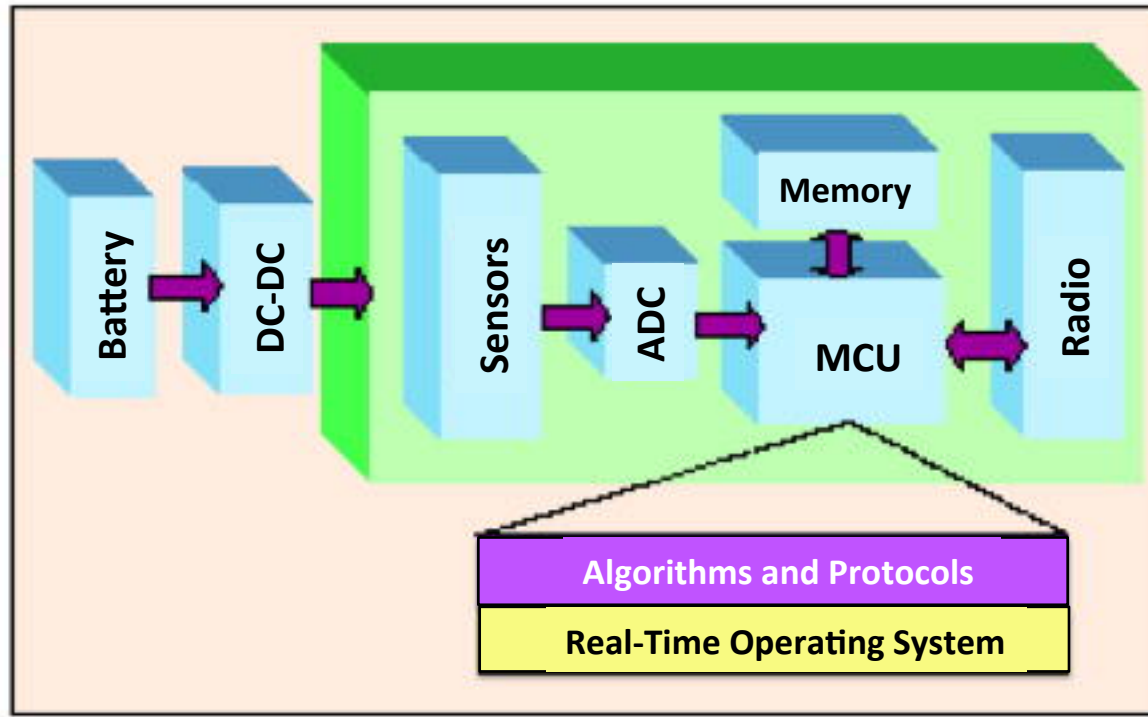 Battery
DC-DC
Sensors
ADC
Memory
MCU
Radio
Algorithms and Protocols
Real-Time Operating System